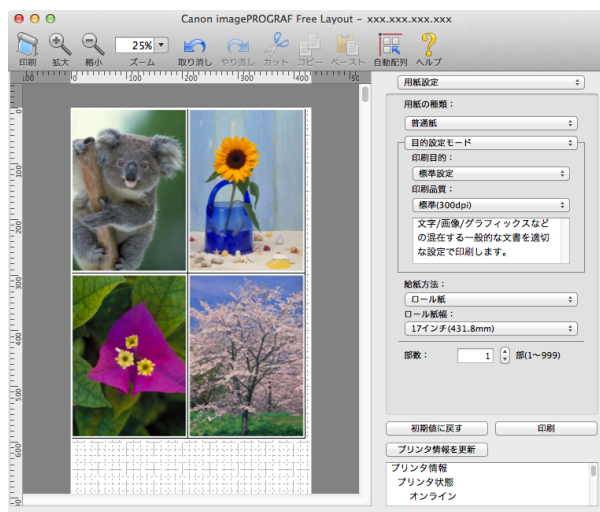 Canon imagePROGRAF Free Layout – xxx.xxx.xxx.xxx
25%
印刷 拡大 縮小 ズーム 取り消し やり直し カット コピー ペースト 自動配列 ヘルプ
100 0 100 200 300 400 50
用紙設定
用紙の種類：
普通紙
目的設定モード
印刷目的：
標準設定
印刷品質：
標準(300dpi)
文字/画像/グラフィックスなど
の混在する一般的な文書を適切
な設定で印刷します。
給紙方法：
ロール紙
ロール紙幅：
17インチ(431.8mm)
部数： 1 部(1〜999)
初期値に戻す 印刷
プリンタ情報を更新
プリンタ情報
プリンタ状態
オンライン
0
100
200
300
400
500
600